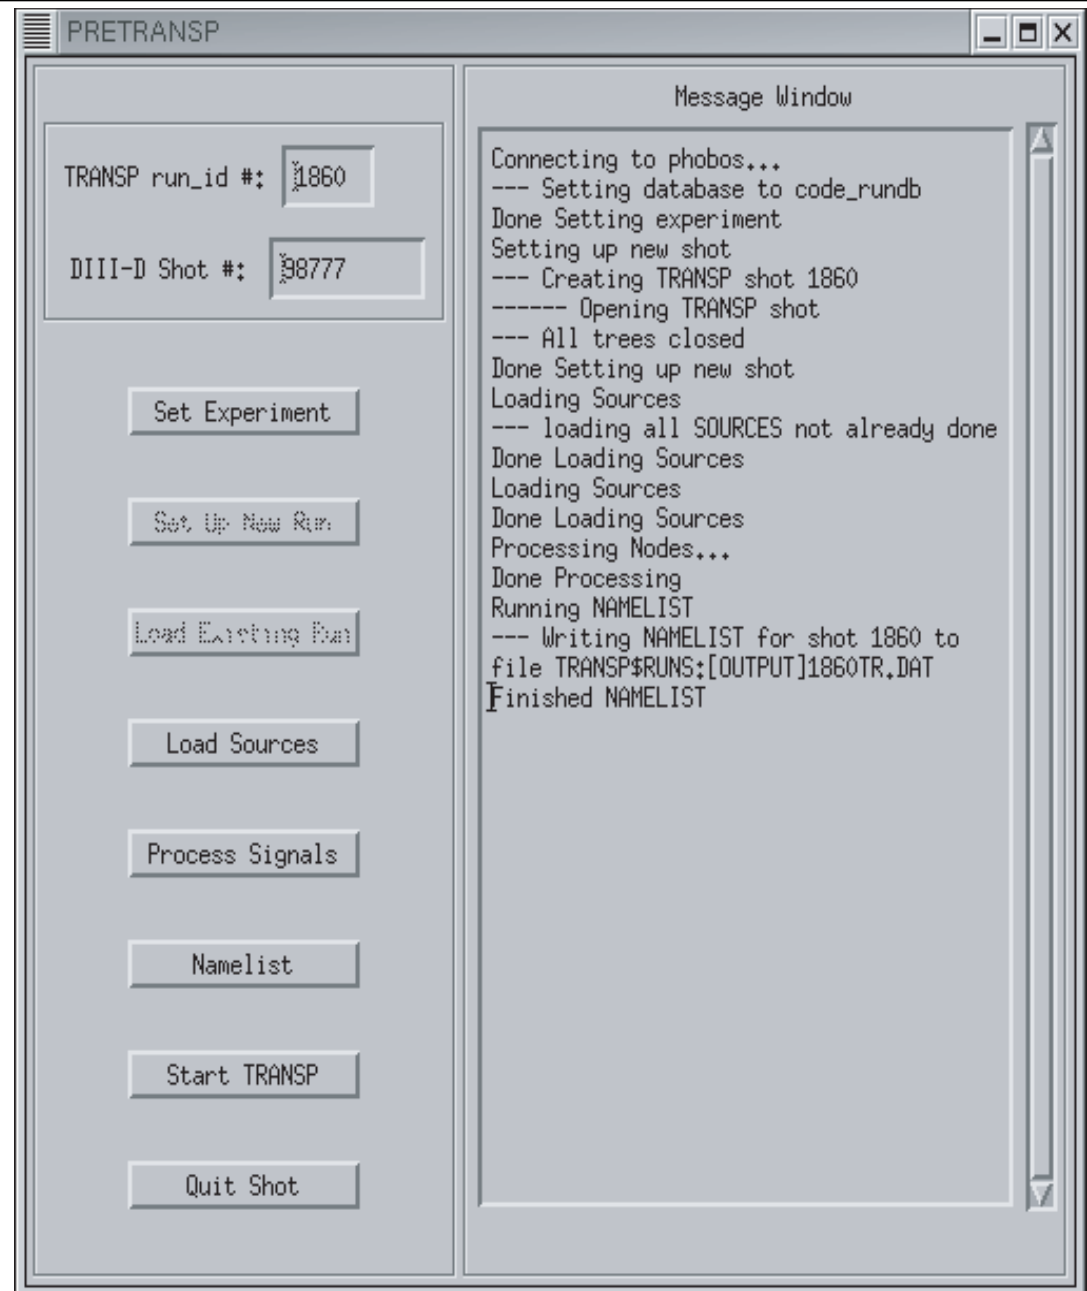 PRETRANSP
TRANSP run_id #: 1860
DIII-D Shot #: 98777
Set Experiment
Set Up New Run
Load Existing Run
Load Sources
Process Signals
Namelist
Start TRANSP
Quit Shot
Message Window
Connecting to phobos...
--- Setting database to code_rundb
Done Setting experiment
Setting up new shot
--- Creating TRANSP shot 1860
------ Opening TRANSP shot
--- All trees closed
Done Setting up new shot
Loading Sources
--- loading all SOURCES not already done
Done Loading Sources
Loading Sources
Done Loading Sources
Processing Nodes...
Done Processing
Running NAMELIST
--- Writing NAMELIST for shot 1860 to
file TRANSP$RUNS:[OUTPUT]1860TR.DAT
Finished NAMELIST